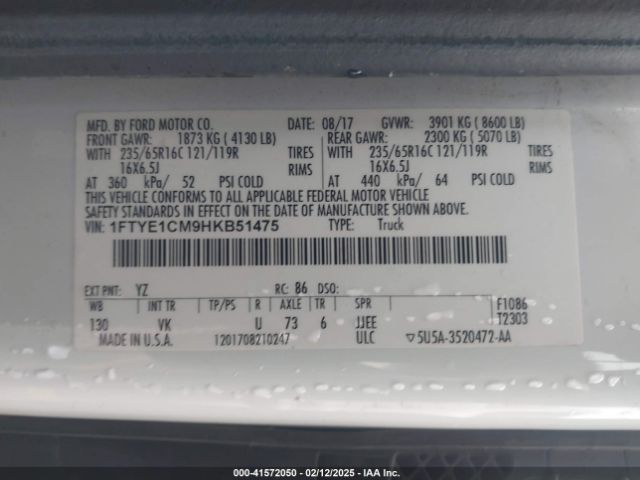 MFD. BY FORD MOTOR CO. DATE: 08/17 GVWR: 3901 KG ( 8600 LB)
FRONT GAWR: 1873 KG ( 4130 LB) REAR GAWR: 2300 KG ( 5070 LB)
WITH 235/65R16C 121/119R TIRES WITH 235/65R16C 121/119R TIRES
16X6.5J RIMS 16X6.5J RIMS
AT 360 kPa/ 52 PSI COLD AT 440 kPa/ 64 PSI COLD
THIS VEHICLE CONFORMS TO ALL APPLICABLE FEDERAL MOTOR VEHICLE
SAFETY STANDARDS IN EFFECT ON THE DATE OF MANUFACTURE SHOWN ABOVE.
VIN: 1FTYE1CM9HKB51475 TYPE: Truck
EXT PNT: YZ RC: 86 DSO:
WB INT TR TP/PS R AXLE TR SPR F1086
130 VK U 73 6 JJEE T2303
MADE IN U.S.A. 1201708210247 ULC ▽5U5A-3520472-AA
000-41572050 - 02/12/2025 - IAA Inc.